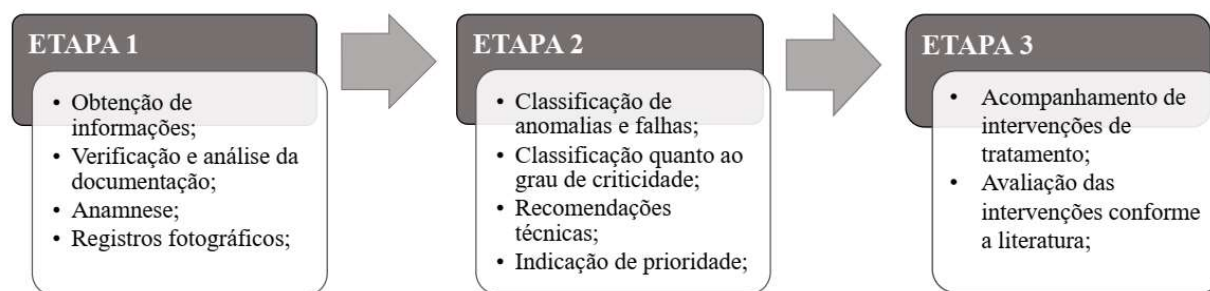 ETAPA 1
• Obtenção de
informações;
• Verificação e análise da
documentação;
• Anamnese;
• Registros fotográficos;
ETAPA 2
• Classificação de
anomalias e falhas;
• Classificação quanto ao
grau de criticidade;
• Recomendações
técnicas;
• Indicação de prioridade;
ETAPA 3
• Acompanhamento de
intervenções de
tratamento;
• Avaliação das
intervenções conforme
a literatura;